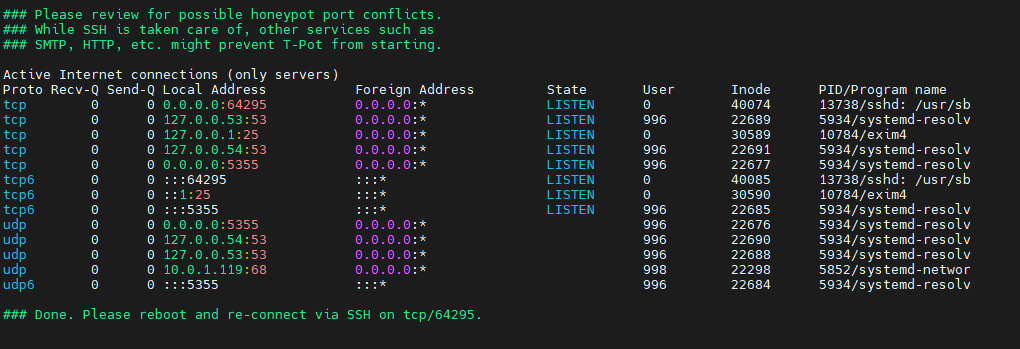 ### Please review for possible honeypot port conflicts.
### While SSH is taken care of, other services such as
### SMTP, HTTP, etc. might prevent T-Pot from starting.
Active Internet connections (only servers)
Proto Recv-Q Send-Q Local Address           Foreign Address         State       User       Inode      PID/Program name
tcp        0      0 0.0.0.0:64295           0.0.0.0:*               LISTEN      0          40074      13738/sshd: /usr/sb
tcp        0      0 127.0.0.53:53           0.0.0.0:*               LISTEN      996        22689      5934/systemd-resolv
tcp        0      0 127.0.0.1:25            0.0.0.0:*               LISTEN      0          30589      10784/exim4
tcp        0      0 127.0.0.54:53           0.0.0.0:*               LISTEN      996        22691      5934/systemd-resolv
tcp        0      0 0.0.0.0:5355            0.0.0.0:*               LISTEN      996        22677      5934/systemd-resolv
tcp6       0      0 :::64295                :::*                    LISTEN      0          40085      13738/sshd: /usr/sb
tcp6       0      0 ::1:25                  :::*                    LISTEN      0          30590      10784/exim4
tcp6       0      0 :::5355                 :::*                    LISTEN      996        22685      5934/systemd-resolv
udp        0      0 0.0.0.0:5355            0.0.0.0:*                           996        22676      5934/systemd-resolv
udp        0      0 127.0.0.54:53           0.0.0.0:*                           996        22690      5934/systemd-resolv
udp        0      0 127.0.0.53:53           0.0.0.0:*                           996        22688      5934/systemd-resolv
udp        0      0 10.0.1.119:68           0.0.0.0:*                           998        22298      5852/systemd-networ
udp6       0      0 :::5355                 :::*                                996        22684      5934/systemd-resolv
### Done. Please reboot and re-connect via SSH on tcp/64295.